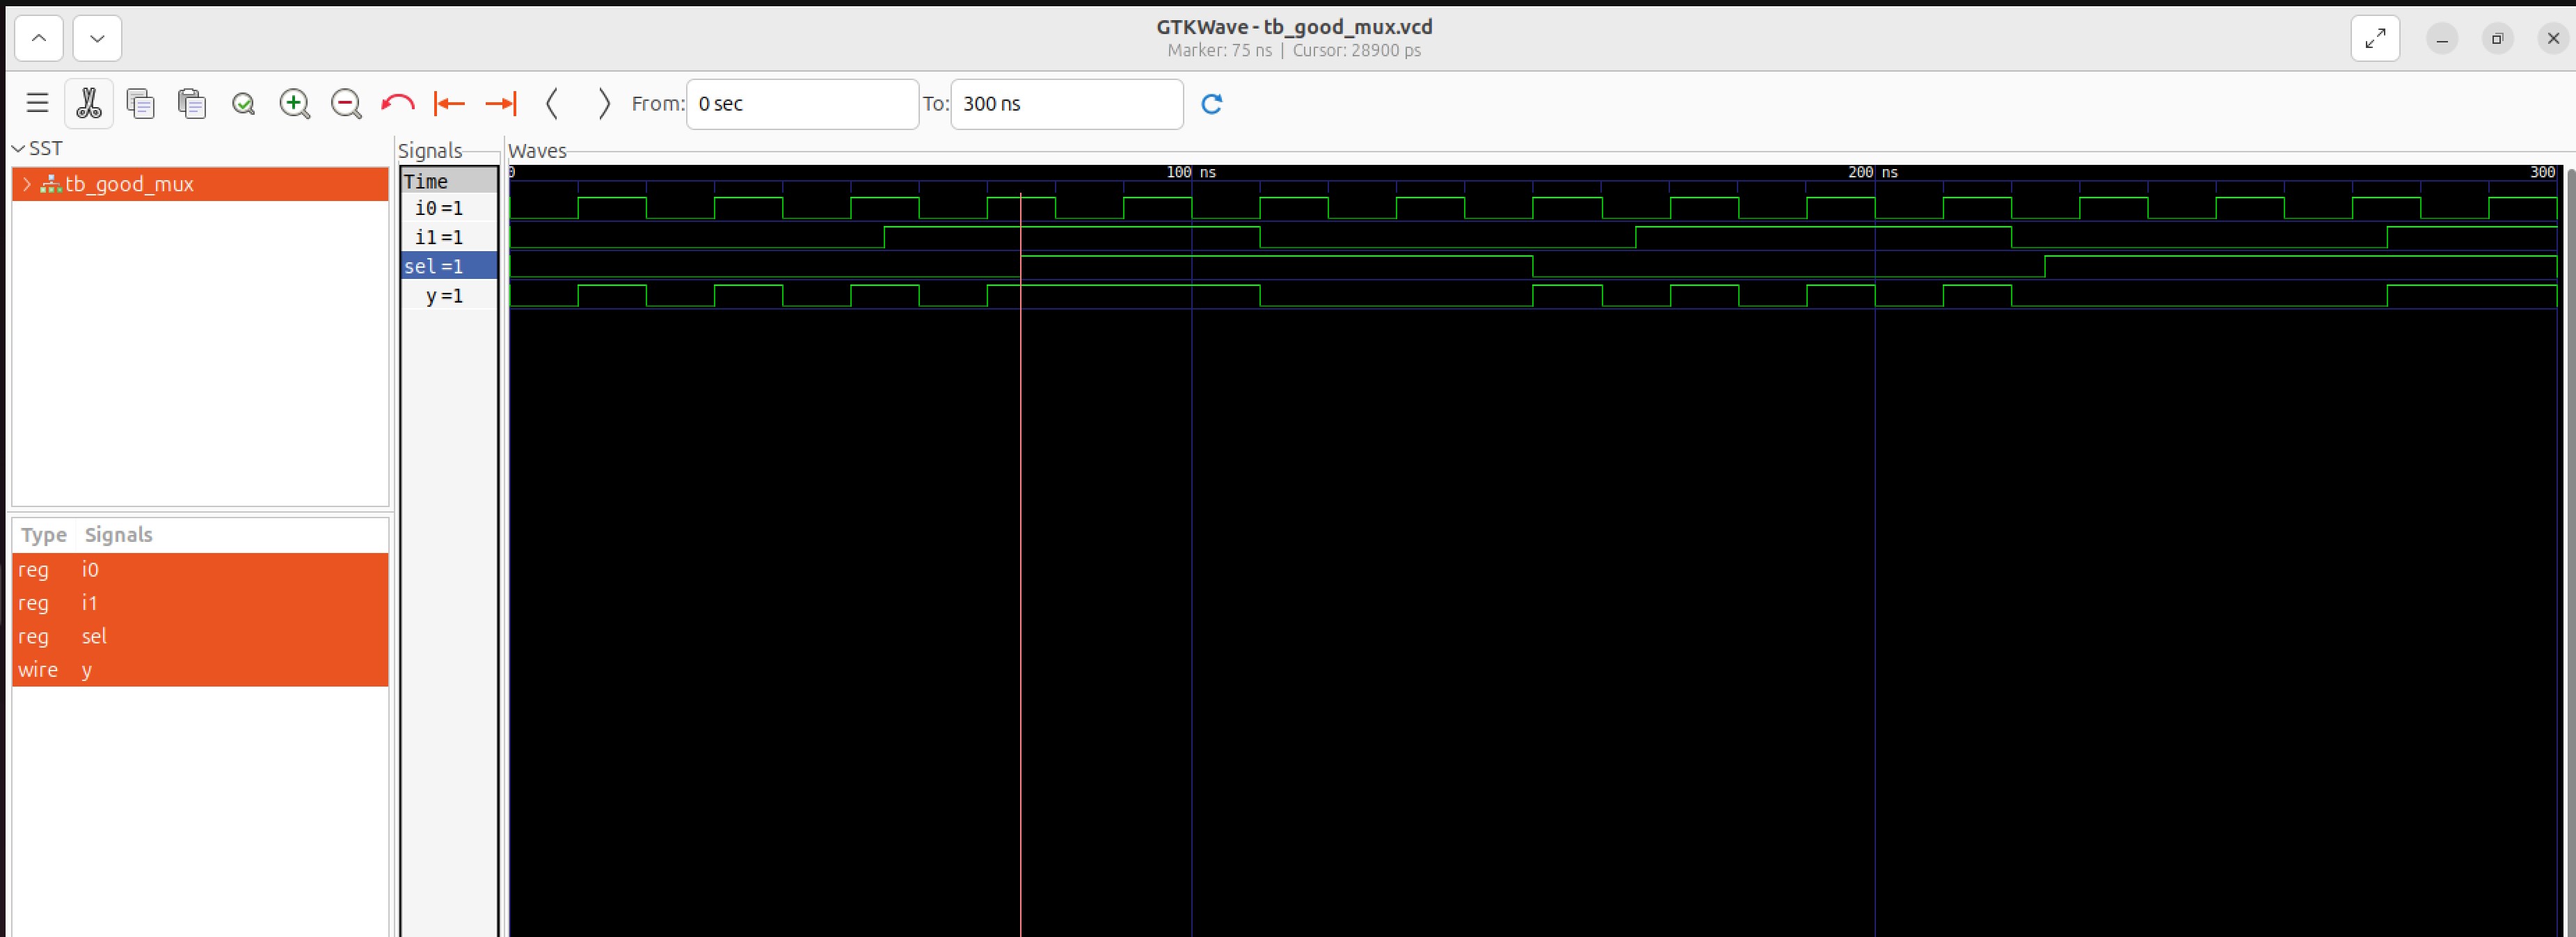 GTKWave - tb_good_mux.vcd
Marker: 75 ns | Cursor: 28900 ps
From: 0 sec To: 300 ns
SST
tb_good_mux
Type Signals
reg i0
reg i1
reg sel
wire y
Signals
Time
i0 =1
i1 =1
sel =1
y =1
Waves
0 100 ns 200 ns 300